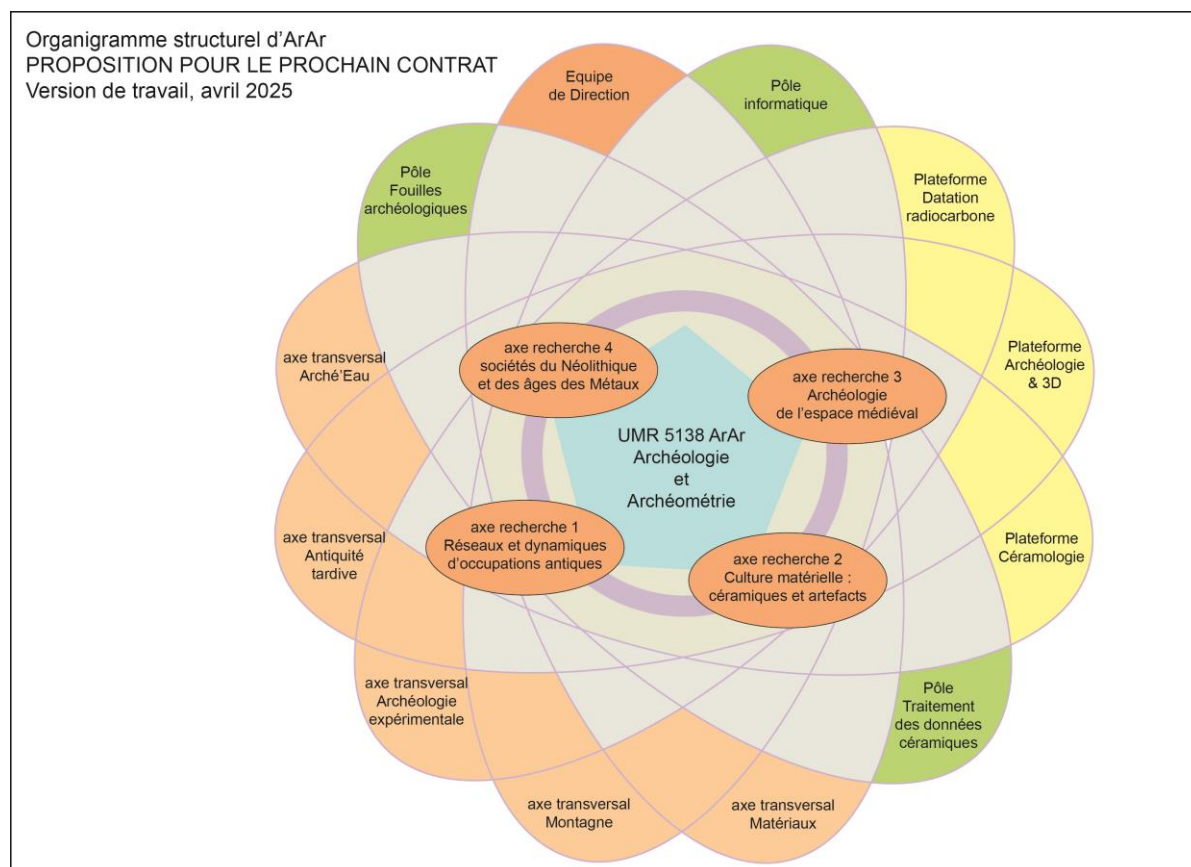 Organigramme structurel d'ArAr
PROPOSITION POUR LE PROCHAIN CONTRAT
Version de travail, avril 2025
Equipe
de Direction
Pôle
informatique
Pôle
Fouilles
archéologiques
Plateforme
Datation
radiocarbone
axe transversal
Arché'Eau
axe recherche 4
sociétés du Néolithique
et des âges des Métaux
axe recherche 3
Archéologie
de l'espace médiéval
Plateforme
Archéologie
& 3D
UMR 5138 ArAr
Archéologie
et
Archéométrie
axe transversal
Antiquité
tardive
axe recherche 1
Réseaux et dynamiques
d'occupations antiques
axe recherche 2
Culture matérielle :
céramiques et artefacts
Plateforme
Céramologie
axe transversal
Archéologie
expérimentale
Pôle
Traitement
des données
céramiques
axe transversal
Montagne
axe transversal
Matériaux